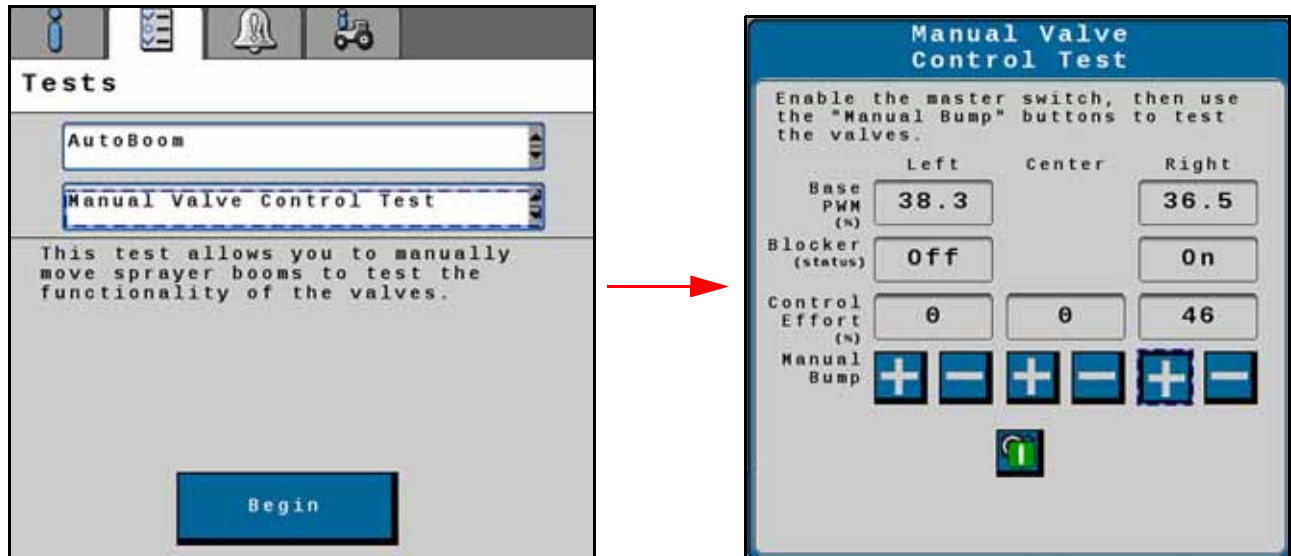 Tests
AutoBoom
Manual Valve Control Test
This test allows you to manually
move sprayer booms to test the
functionality of the valves.
Begin
Manual Valve
Control Test
Enable the master switch, then use
the "Manual Bump" buttons to test
the valves.
Left Center Right
Base
PWM
(%)
38.3 36.5
Blocker
(status)
Off On
Control
Effort
(%)
0 0 46
Manual
Bump
+ - + - + -